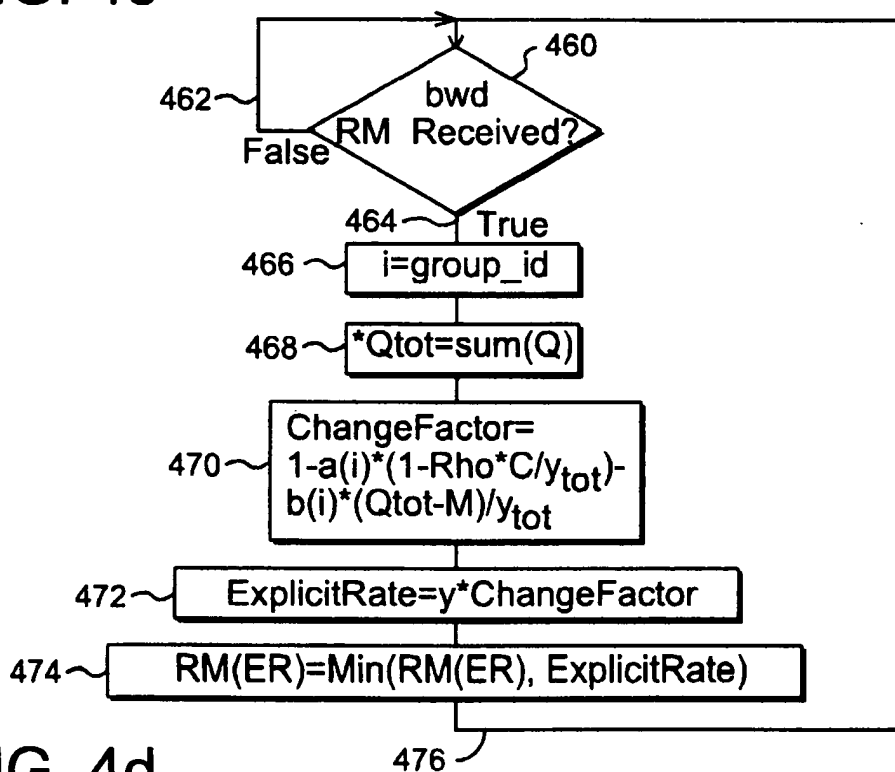 460
462
bwd
RM Received?
False
464
True
466
i=group_id
468
*Qtot=sum(Q)
470
ChangeFactor=
1-a(i)*(1-Rho*C/ytot)-
b(i)*(Qtot-M)/ytot
472
ExplicitRate=y*ChangeFactor
474
RM(ER)=Min(RM(ER), ExplicitRate)
476
4d